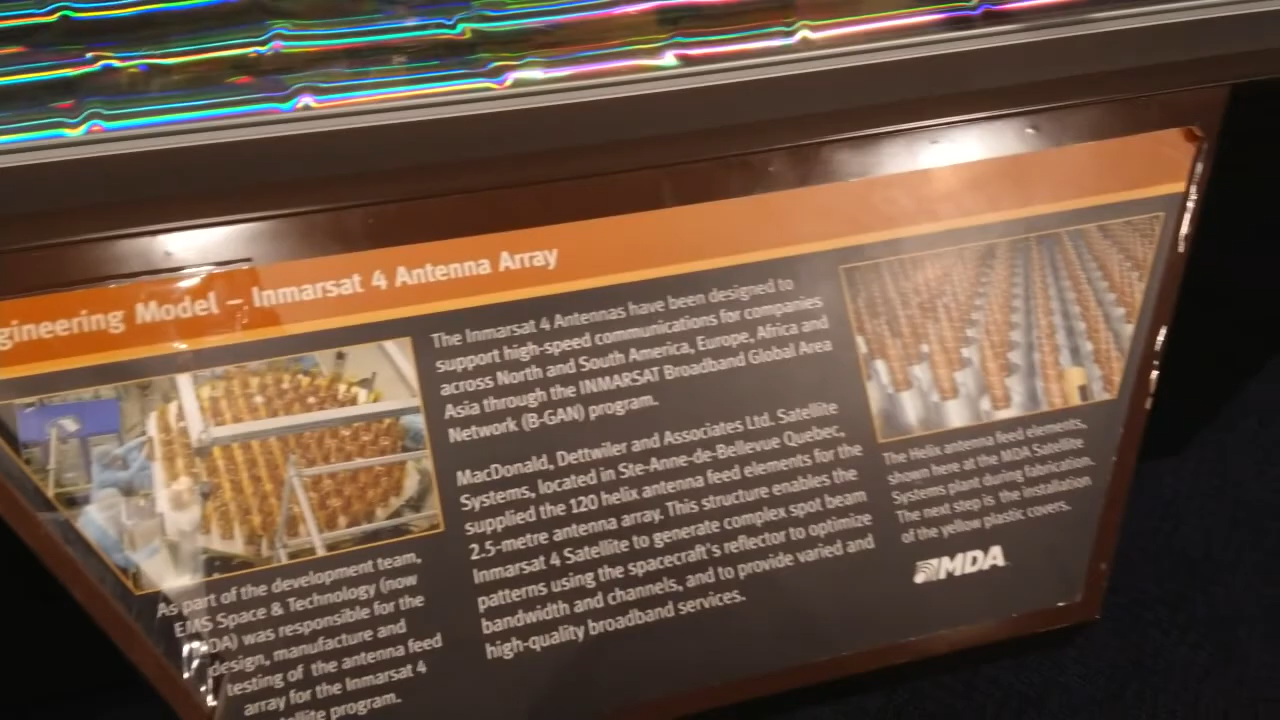 gineering Model – Inmarsat 4 Antenna Array
As part of the development team,
EMS Space & Technology (now
MDA) was responsible for the
design, manufacture and
testing of the antenna feed
array for the Inmarsat 4
ellite program.
The Inmarsat 4 Antennas have been designed to
support high-speed communications for companies
across North and South America, Europe, Africa and
Asia through the INMARSAT Broadband Global Area
Network (B-GAN) program.
MacDonald, Dettwiler and Associates Ltd. Satellite
Systems, located in Ste-Anne-de-Bellevue Quebec,
supplied the 120 helix antenna feed elements for the
2.5-metre antenna array. This structure enables the
Inmarsat 4 Satellite to generate complex spot beam
patterns using the spacecraft's reflector to optimize
bandwidth and channels, and to provide varied and
high-quality broadband services.
The Helix antenna feed elements,
shown here at the MDA Satellite
Systems plant during fabrication.
The next step is the installation
of the yellow plastic covers.
MDA